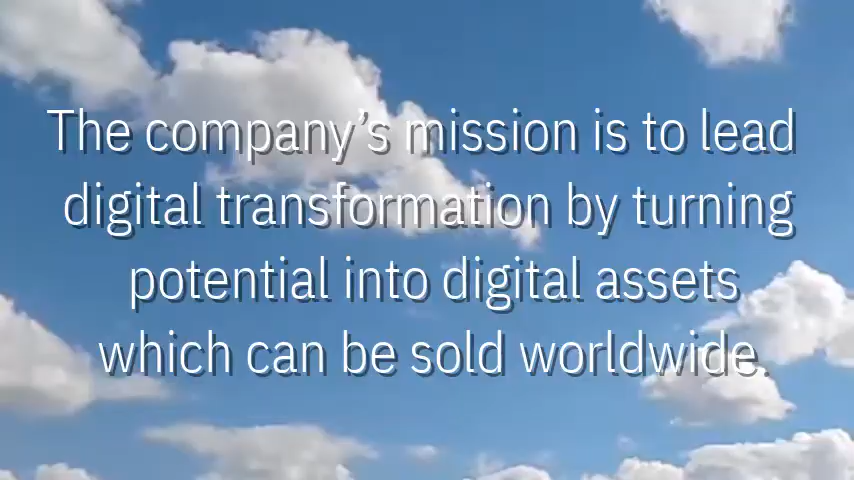 The company’s mission is to lead
digital transformation by turning
potential into digital assets
which can be sold worldwide.